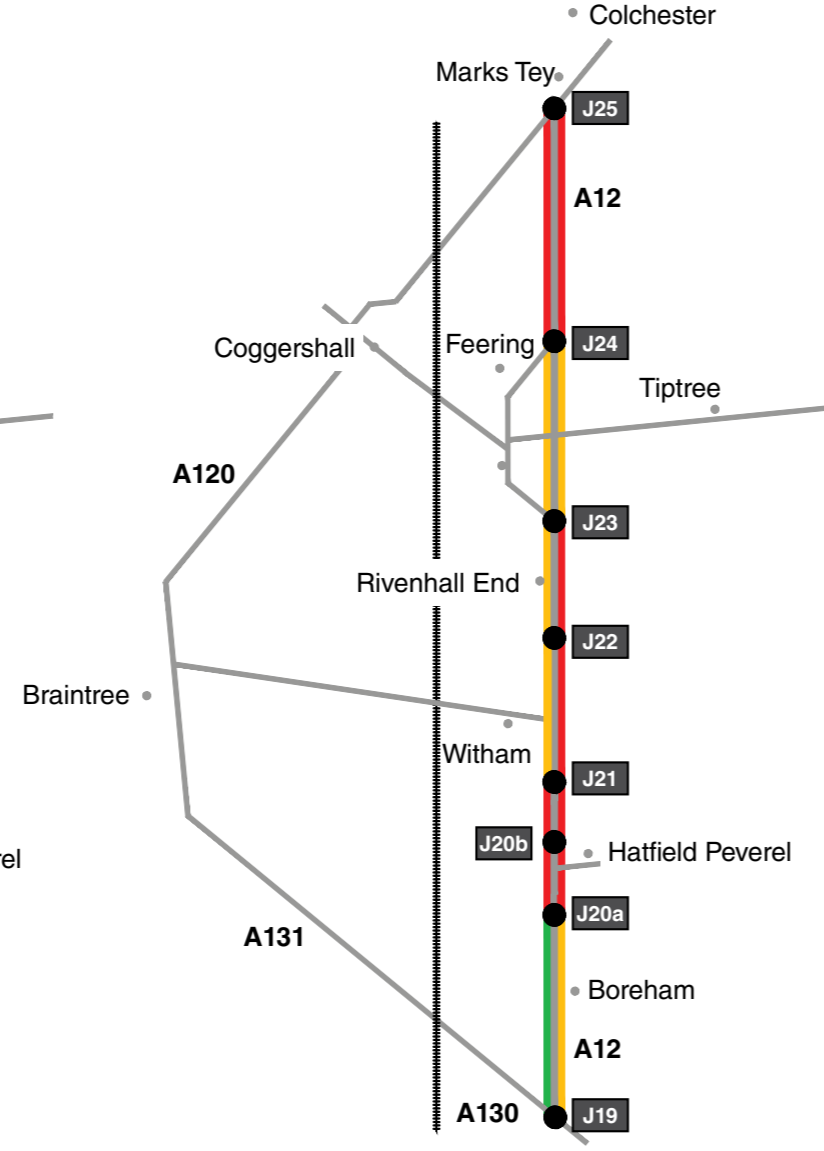 Colchester
Marks Tey
J25
A12
Coggershall
Feering
J24
Tiptree
A120
J23
Rivenhall End
J22
Braintree
Witham
J21
J20b
Hatfield Peverel
rel
J20a
A131
Boreham
A12
A130
J19